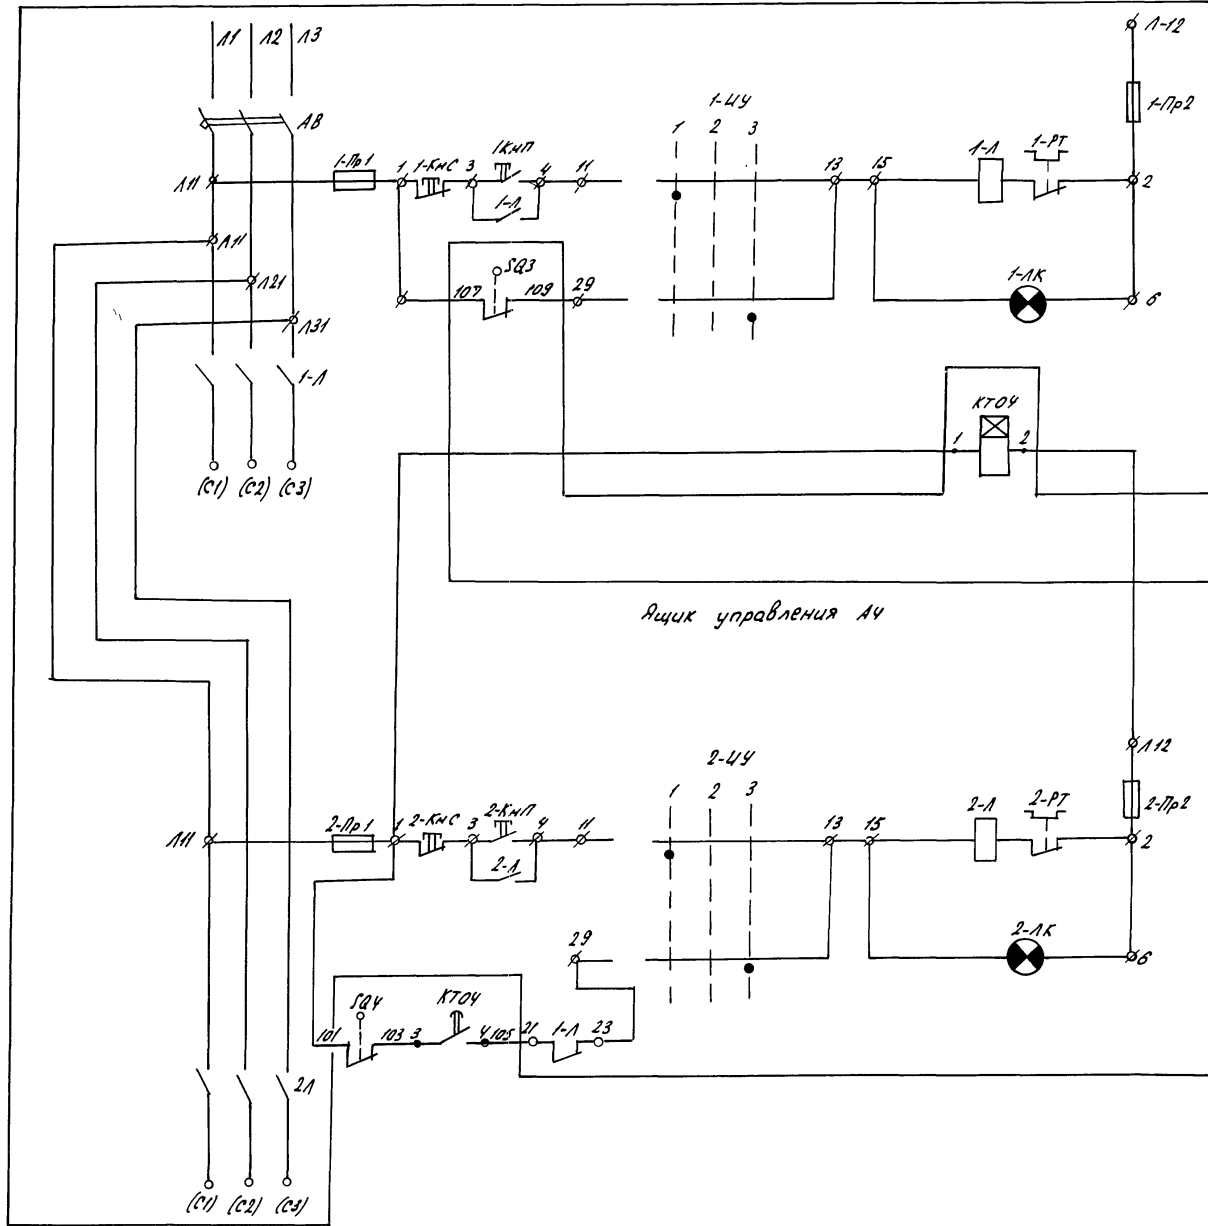 Л1 Л2 Л3
Л-12
1-Пр2
АВ
1-ИУ
1 2 3
1-Пр1
1
1-КнС
3
1КнП
4
11
13
15
1-Л
1-РТ
2
Л11
1-Л
Л11
SQ3
107
109
29
1-ЛК
6
Л21
Л31
1-Л
КТ04
1 2
(С1) (С2) (С3)
Ящик управления А4
Л12
2-ИУ
1 2 3
2-Пр2
2-Пр1
1
2-КнС
3
2-КнП
4
11
13
15
2-Л
2-РТ
2
Л11
2-Л
29
2-ЛК
6
SQ4
КТ04
101
103
3
4
105
21
1-Л
23
2Л
(С1) (С2) (С3)